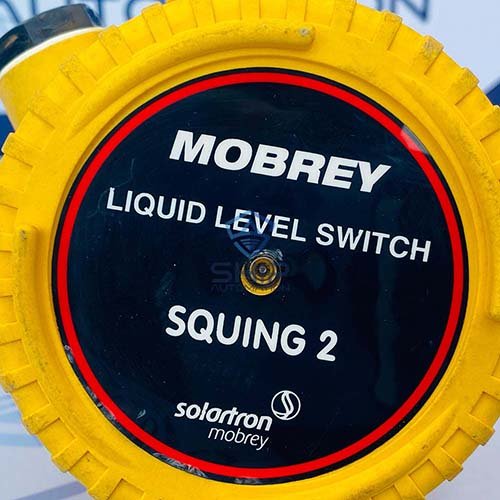 MOBREY
LIQUID LEVEL SWITCH
SQUING 2
solartron
mobrey